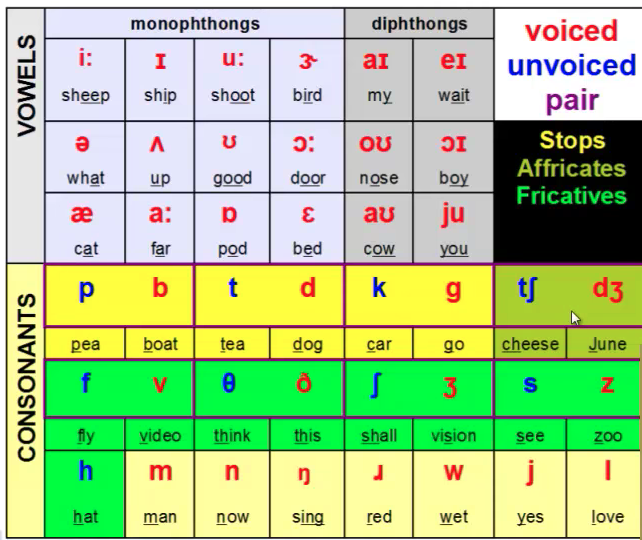 monophthongs diphthongs
VOWELS
iː ɪ uː ɝ aɪ eɪ
sheep ship shoot bird my wait
ə ʌ ʊ ɔː oʊ ɔɪ
what up good door nose boy
æ aː ɒ ɛ aʊ ju
cat far pod bed cow you
voiced
unvoiced
pair
Stops
Affricates
Fricatives
CONSONANTS
p b t d k g tʃ dʒ
pea boat tea dog car go cheese June
f v θ ð ʃ ʒ s z
fly video think this shall vision see zoo
h m n ŋ ɹ w j l
hat man now sing red wet yes love